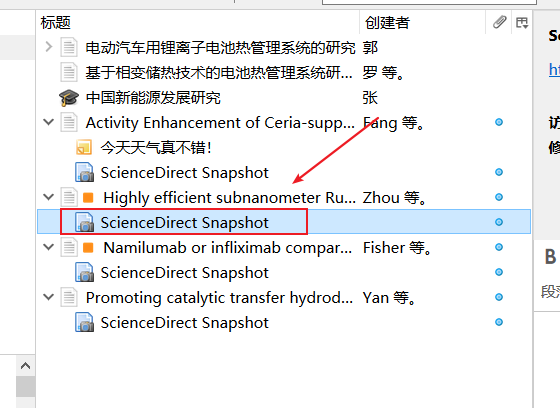 标题 创建者
电动汽车用锂离子电池热管理系统的研究 郭
基于相变储热技术的电池热管理系统研... 罗 等。
中国新能源发展研究 张
Activity Enhancement of Ceria-supp... Fang 等。
今天天气真不错!
ScienceDirect Snapshot
Highly efficient subnanometer Ru... Zhou 等。
ScienceDirect Snapshot
Namilumab or infliximab compar... Fisher 等。
ScienceDirect Snapshot
Promoting catalytic transfer hydrod... Yan 等。
ScienceDirect Snapshot
Sc
ht
访
修
B
段